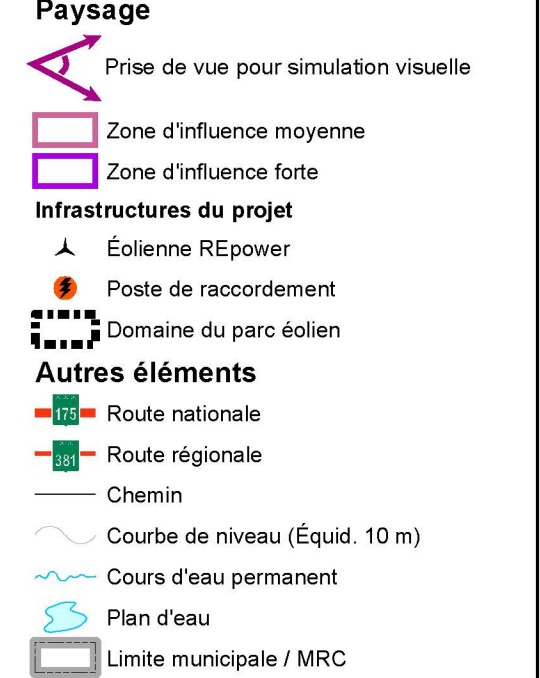 Paysage
Prise de vue pour simulation visuelle
Zone d'influence moyenne
Zone d'influence forte
Infrastructures du projet
Éolienne REpower
Poste de raccordement
Domaine du parc éolien
Autres éléments
175 Route nationale
381 Route régionale
Chemin
Courbe de niveau (Équid. 10 m)
Cours d'eau permanent
Plan d'eau
Limite municipale / MRC